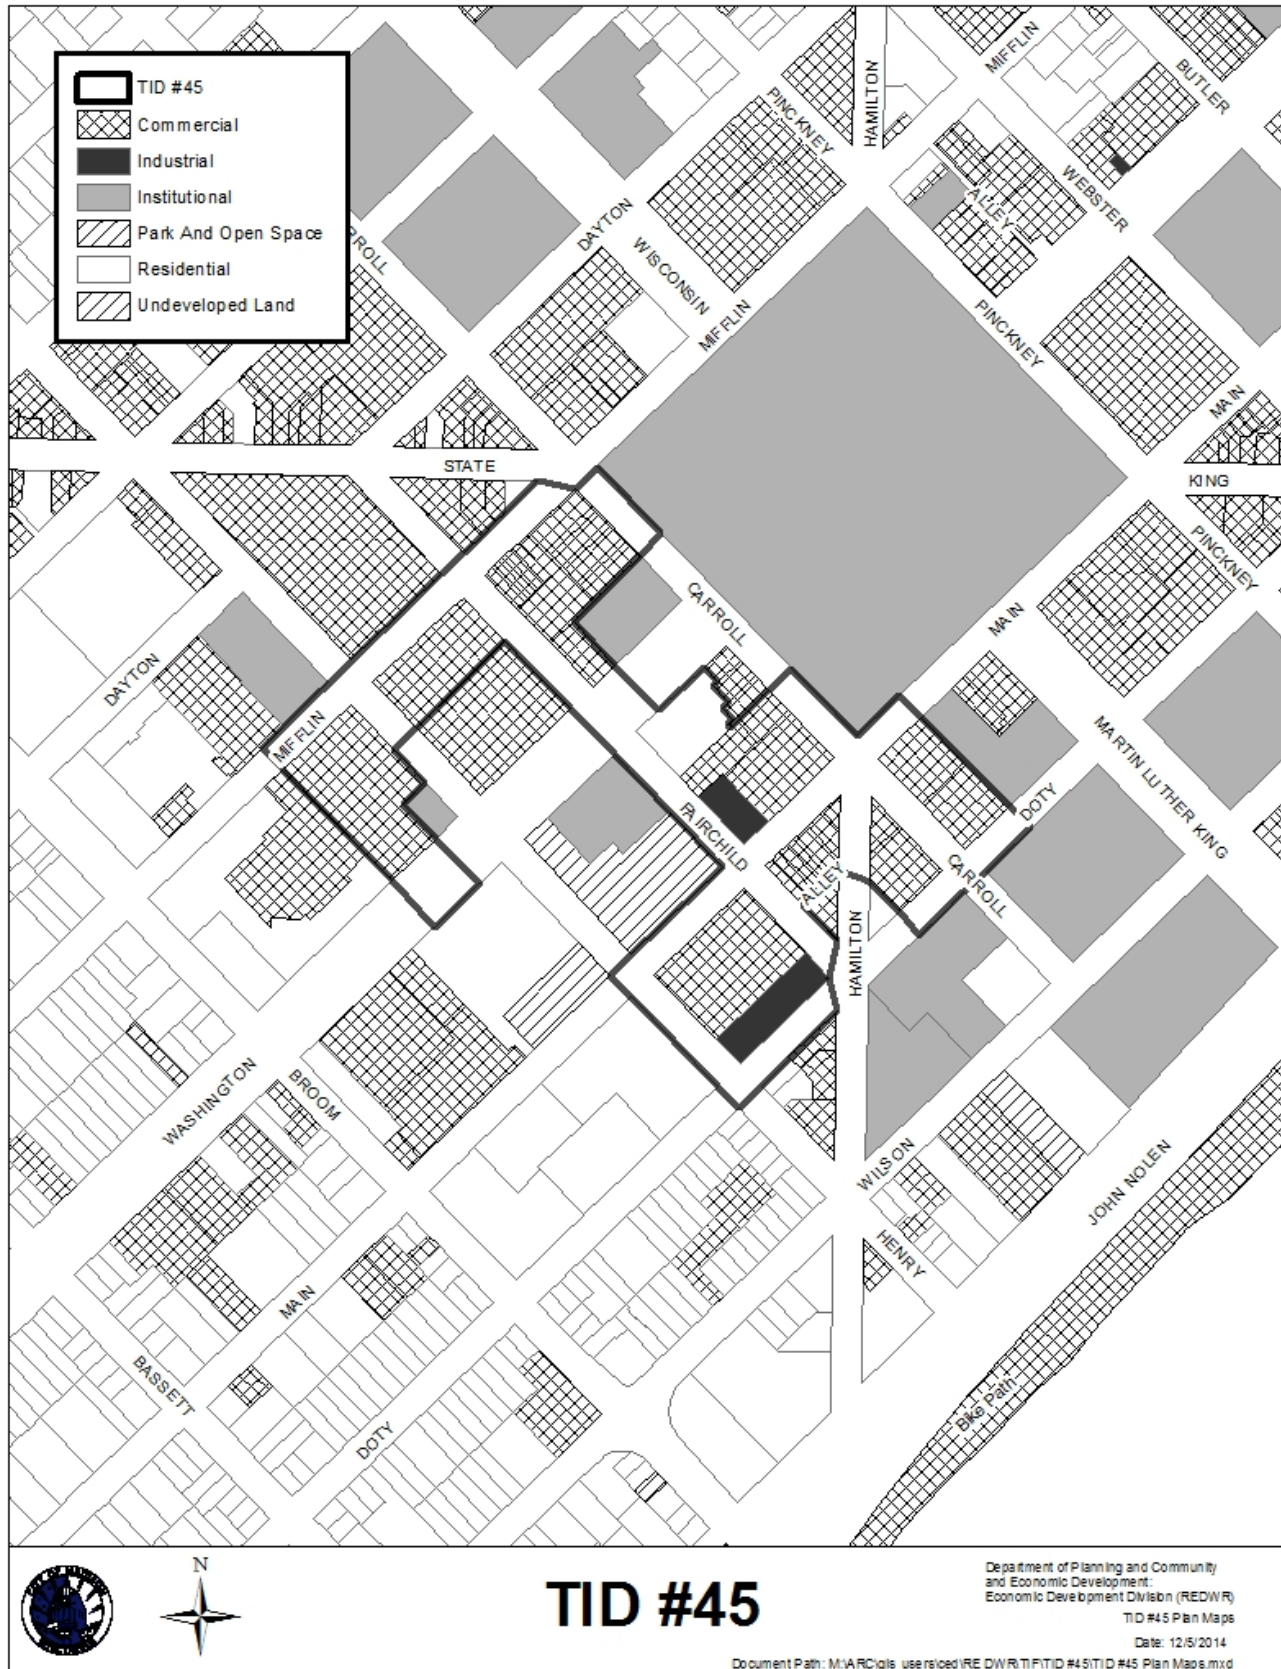 TID #45
Commercial
Industrial
Institutional
Park And Open Space
Residential
Undeveloped Land
MIFFLIN
BUTLER
HAMILTON
PINCKNEY
WEBSTER
ALLEY
DAYTON
RROLL
WISCONSIN
MIFFLIN
PINCKNEY
MAIN
STATE
KING
PINCKNEY
CARROLL
MAIN
DAYTON
MIFFLIN
MARTIN LUTHER KING
DOTY
FAIRCHILD
ALLEY
CARROLL
HAMILTON
WASHINGTON
BROOM
WILSON
JOHN NOLEN
HENRY
MAIN
BASSETT
DOTY
Bike Path
N
TID #45
Department of Planning and Community
and Economic Development:
Economic Development Division (REDWR)
TID #45 Plan Maps
Date: 12/5/2014
Document Path: M:\ARC\gis_users\ced\REDWR\TIF\TID #45\TID #45 Plan Maps.mxd